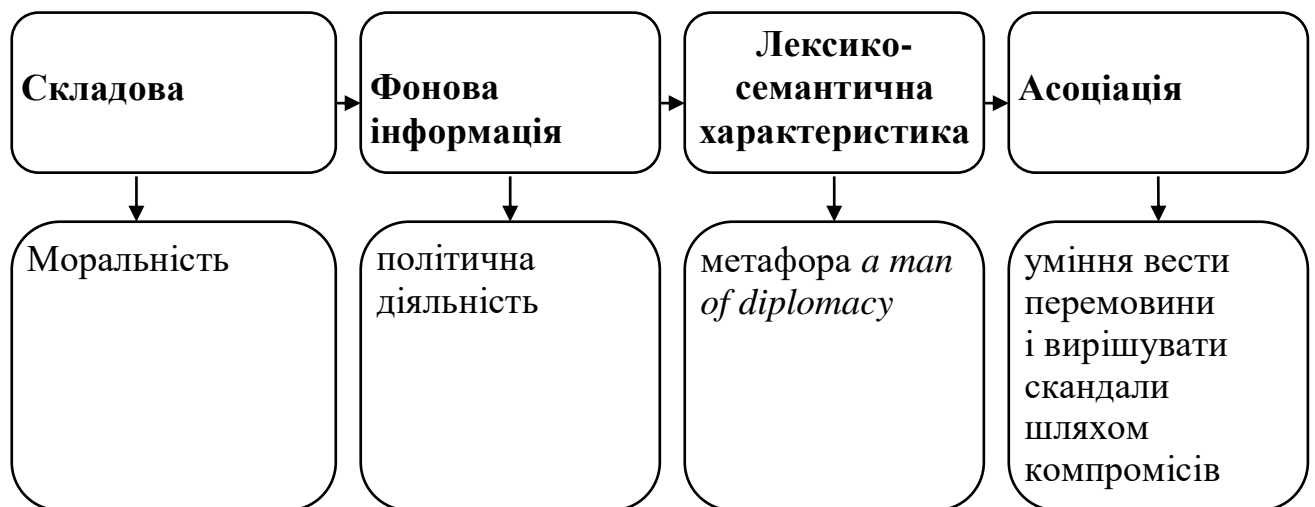 Складова
Фонова
інформація
Лексико-
семантична
характеристика
Асоціація
Моральність
політична
діяльність
метафора a man
of diplomacy
уміння вести
перемовини
і вирішувати
скандали
шляхом
компромісів